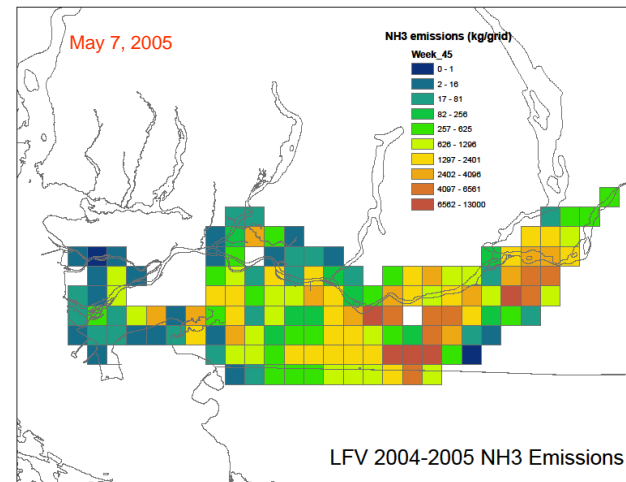 May 7, 2005
NH3 emissions (kg/grid)
Week_45
0 - 1
2 - 16
17 - 81
82 - 256
257 - 625
626 - 1296
1297 - 2401
2402 - 4096
4097 - 6561
6562 - 13000
LFV 2004-2005 NH3 Emissions